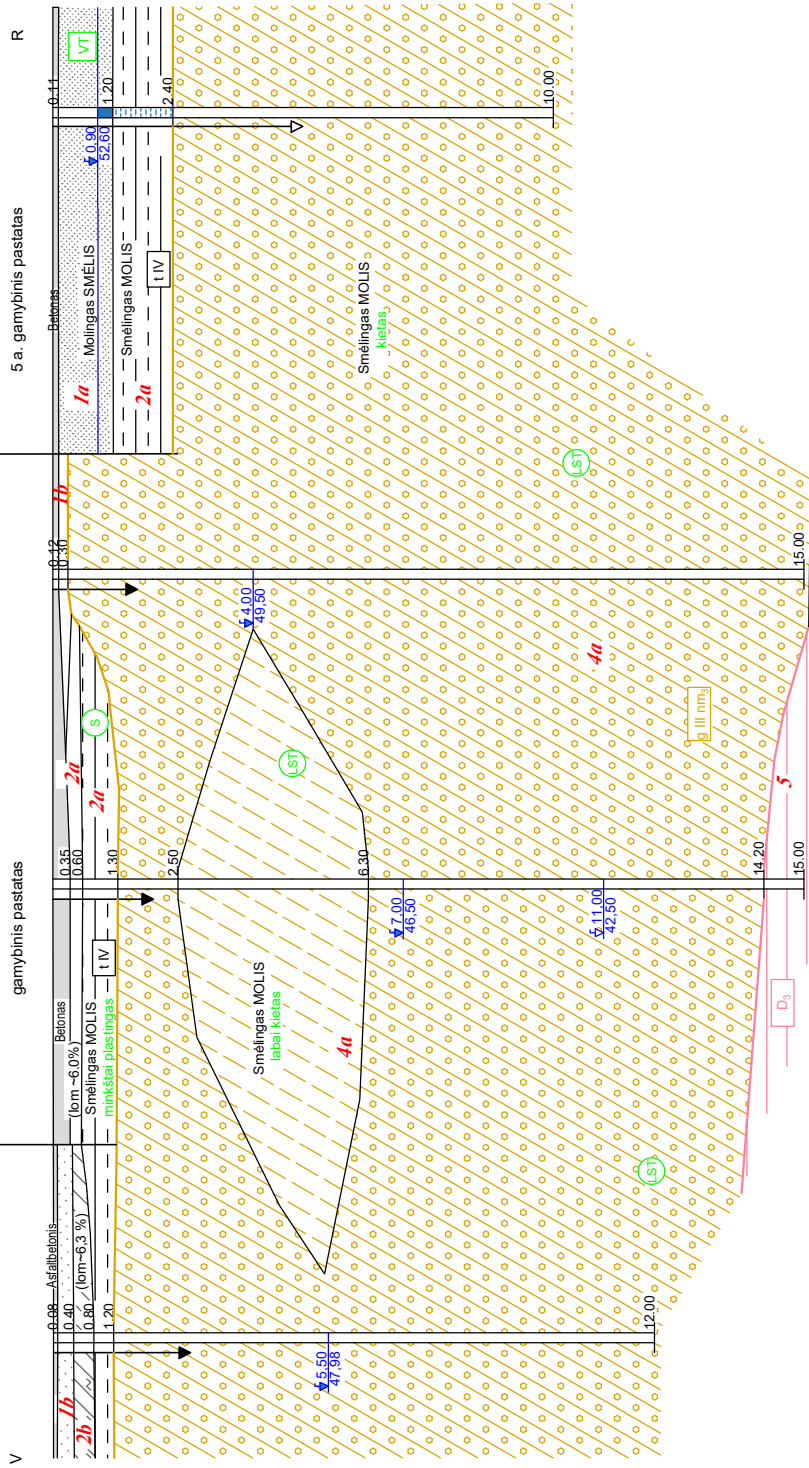 V
gamybinis pastatas
5 a. gamybinis pastatas
R
0.08
Asfaltbetonis
0.40
(Iom~6,3 %)
0.80
1.20
1b
2b
5,50
47,98
12.00
Betonas
(Iom ~6.0%)
Smėlingas MOLIS
minkštai plastingas
t IV
0.35
0.60
1.30
2a
2a
S
2.50
Smėlingas MOLIS
labai kietas
4a
LST
6.30
7,00
46,50
11,00
42,50
LST
14.20
15.00
D3
5
0.12
0.30
1b
4,00
49,50
4a
g III nm3
15.00
LST
Betonas
0.11
1a
Molingas SMĖLIS
0,90
52,60
VT
1.20
Smėlingas MOLIS
2a
t IV
2.40
Smėlingas MOLIS
kietas
10.00